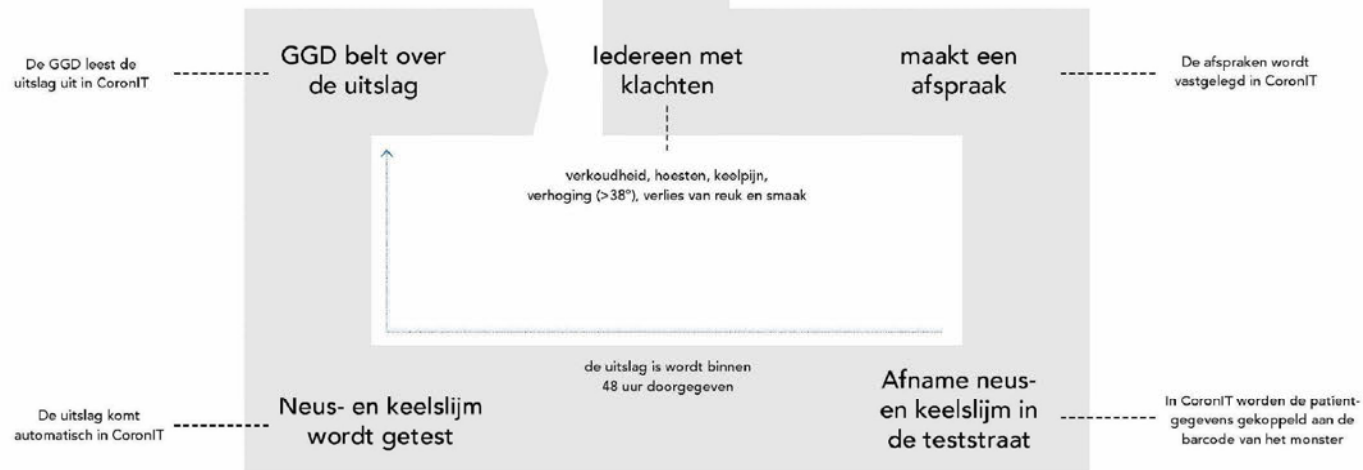 De GGD leest de
uitslag uit in CoronIT
GGD belt over
de uitslag
Iedereen met
klachten
maakt een
afspraak
De afspraken wordt
vastgelegd in CoronIT
verkoudheid, hoesten, keelpijn,
verhoging (>38°), verlies van reuk en smaak
de uitslag is wordt binnen
48 uur doorgegeven
De uitslag komt
automatisch in CoronIT
Neus- en keelslijm
wordt getest
Afname neus-
en keelslijm in
de teststraat
In CoronIT worden de patient-
gegevens gekoppeld aan de
barcode van het monster